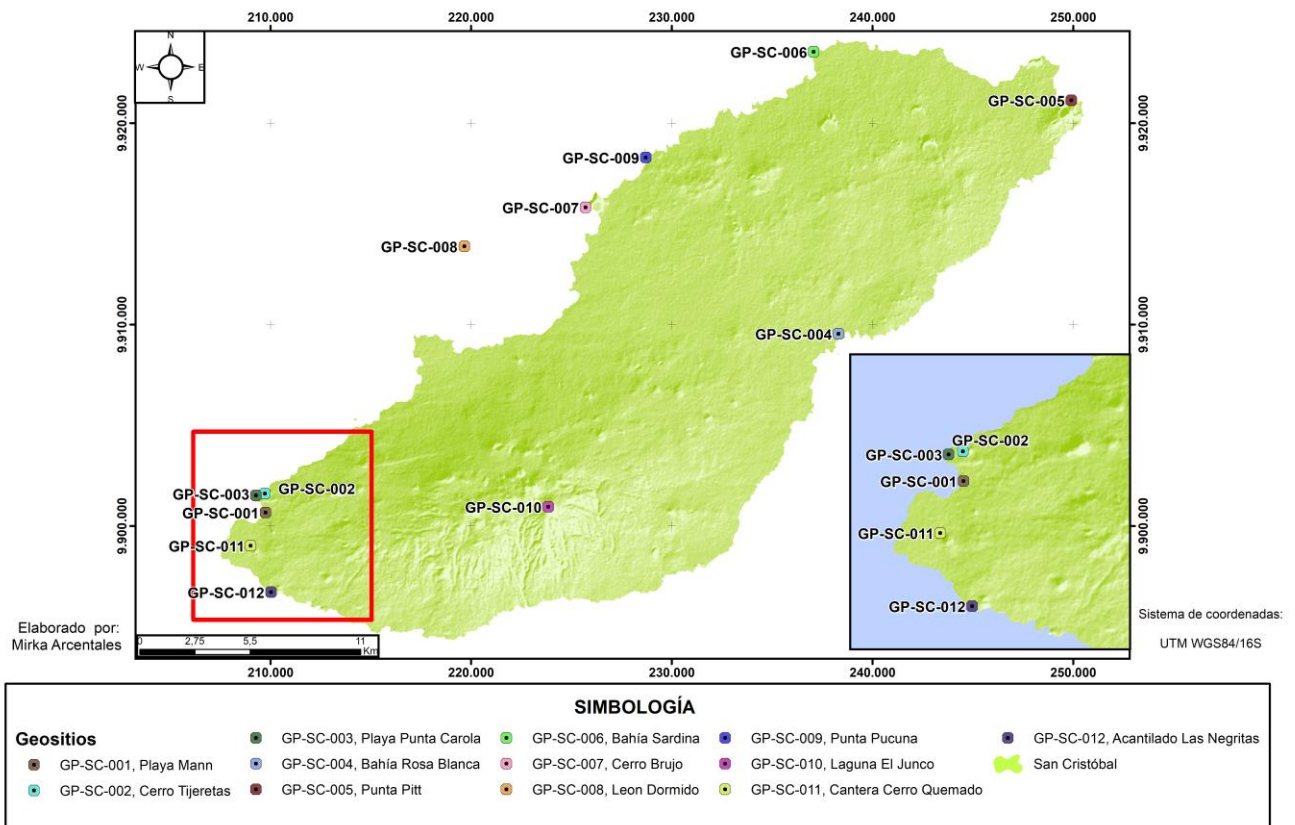 210.000 220.000 230.000 240.000 250.000
N
W E
S
GP-SC-006
GP-SC-005
9.920.000 9.920.000
GP-SC-009
GP-SC-007
GP-SC-008
9.910.000 9.910.000
GP-SC-004
GP-SC-002
GP-SC-003
GP-SC-001
GP-SC-010
GP-SC-011
GP-SC-012
9.900.000 9.900.000
GP-SC-002
GP-SC-003
GP-SC-001
GP-SC-011
GP-SC-012
Elaborado por:
Mirka Arcentales
0 2,75 5,5 11
Km
Sistema de coordenadas:
UTM WGS84/16S
210.000 220.000 230.000 240.000 250.000
SIMBOLOGÍA
Geositios
GP-SC-001, Playa Mann
GP-SC-002, Cerro Tijeretas
GP-SC-003, Playa Punta Carola
GP-SC-004, Bahía Rosa Blanca
GP-SC-005, Punta Pitt
GP-SC-006, Bahía Sardina
GP-SC-007, Cerro Brujo
GP-SC-008, Leon Dormido
GP-SC-009, Punta Pucuna
GP-SC-010, Laguna El Junco
GP-SC-011, Cantera Cerro Quemado
GP-SC-012, Acantilado Las Negritas
San Cristóbal